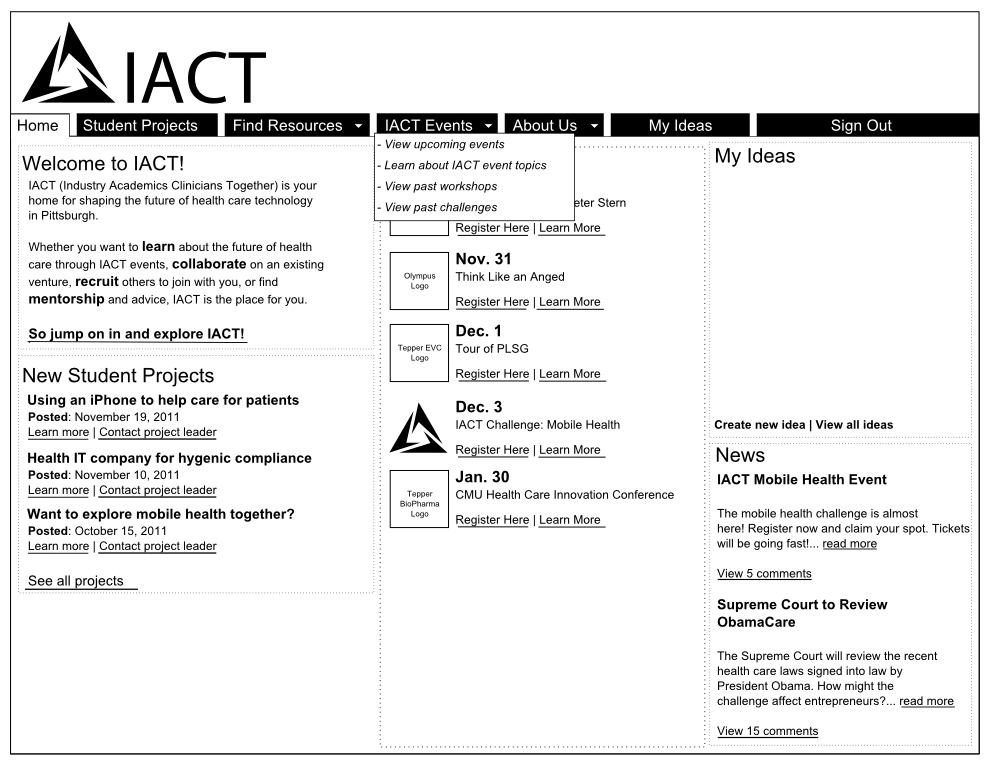 IACT
Home
Student Projects
Find Resources
IACT Events
About Us
My Ideas
Sign Out
- View upcoming events
- Learn about IACT event topics
- View past workshops
- View past challenges
Welcome to IACT!
IACT (Industry Academics Clinicians Together) is your
home for shaping the future of health care technology
in Pittsburgh.
Whether you want to learn about the future of health
care through IACT events, collaborate on an existing
venture, recruit others to join with you, or find
mentorship and advice, IACT is the place for you.
So jump on in and explore IACT!
New Student Projects
Using an iPhone to help care for patients
Posted: November 19, 2011
Learn more | Contact project leader
Health IT company for hygenic compliance
Posted: November 10, 2011
Learn more | Contact project leader
Want to explore mobile health together?
Posted: October 15, 2011
Learn more | Contact project leader
See all projects
eter Stern
Register Here | Learn More
Olympus
Logo
Nov. 31
Think Like an Anged
Register Here | Learn More
Tepper EVC
Logo
Dec. 1
Tour of PLSG
Register Here | Learn More
Dec. 3
IACT Challenge: Mobile Health
Register Here | Learn More
Tepper
BioPharma
Logo
Jan. 30
CMU Health Care Innovation Conference
Register Here | Learn More
My Ideas
Create new idea | View all ideas
News
IACT Mobile Health Event
The mobile health challenge is almost
here! Register now and claim your spot. Tickets
will be going fast!... read more
View 5 comments
Supreme Court to Review
ObamaCare
The Supreme Court will review the recent
health care laws signed into law by
President Obama. How might the
challenge affect entrepreneurs?... read more
View 15 comments